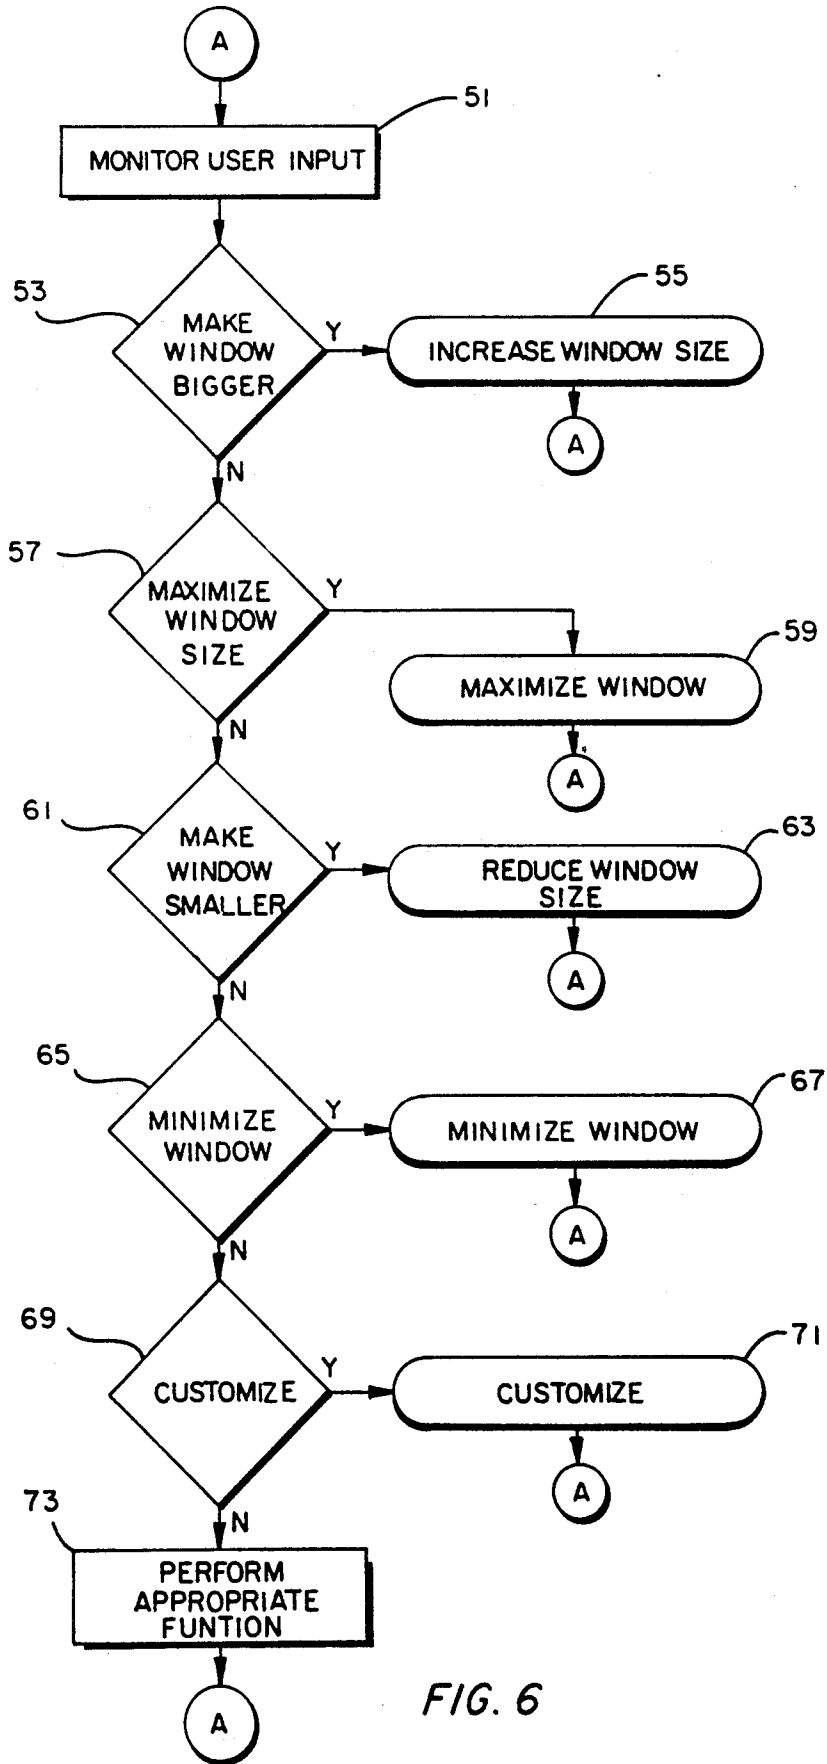 A
51
MONITOR USER INPUT
53
MAKE
WINDOW
BIGGER
Y
55
INCREASE WINDOW SIZE
A
N
57
MAXIMIZE
WINDOW
SIZE
Y
59
MAXIMIZE WINDOW
A
N
61
MAKE
WINDOW
SMALLER
Y
63
REDUCE WINDOW
SIZE
A
N
65
MINIMIZE
WINDOW
Y
67
MINIMIZE WINDOW
A
N
69
CUSTOMIZE
Y
71
CUSTOMIZE
A
N
73
PERFORM
APPROPRIATE
FUNTION
A
FIG. 6